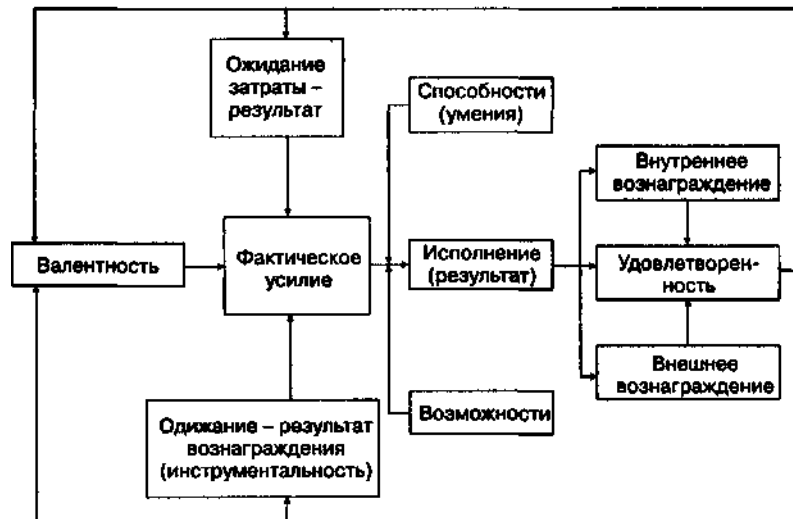 Ожидание
затраты –
результат
Способности
(умения)
Внутреннее
вознаграждение
Валентность
Фактическое
усилие
Исполнение
(результат)
Удовлетворен-
ность
Внешнее
вознаграждение
Одижание – результат
вознаграждения
(инструментальность)
Возможности